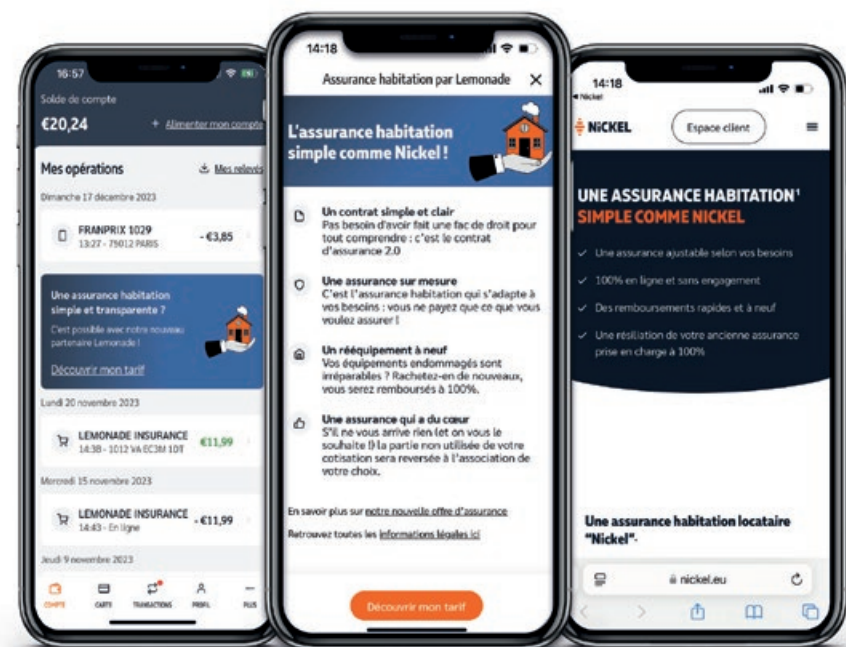 16:57
Solde de compte
€20,24
+ Alimenter mon compte
Mes opérations
Mes relevés
Dimanche 17 décembre 2023
FRANPRIX 1029
13:27 - 75012 PARIS
- €3,85
Une assurance habitation
simple et transparente ?
C'est possible avec notre nouveau
partenaire Lemonade !
Découvrir mon tarif
Lundi 20 novembre 2023
LEMONADE INSURANCE
14:38 - 1012 VA EC3M 1DT
€11,99
Mercredi 15 novembre 2023
LEMONADE INSURANCE
14:43 - En ligne
- €11,99
Jeudi 9 novembre 2023
COMPTE
CARTE
TRANSACTIONS
PROFIL
PLUS
14:18
Assurance habitation par Lemonade
L'assurance habitation
simple comme Nickel !
Un contrat simple et clair
Pas besoin d'avoir fait une fac de droit pour
tout comprendre : c'est le contrat
d'assurance 2.0
Une assurance sur mesure
C'est l'assurance habitation qui s'adapte à
vos besoins : vous ne payez que ce que vous
voulez assurer !
Un rééquipement à neuf
Vos équipements endommagés sont
irréparables ? Rachetez-en de nouveaux,
vous serez remboursés à 100%.
Une assurance qui a du cœur
S'il ne vous arrive rien (et on vous le
souhaite !) la partie non utilisée de votre
cotisation sera reversée à l'association de
votre choix.
En savoir plus sur notre nouvelle offre d'assurance
Retrouvez toutes les informations légales ici
Découvrir mon tarif
14:18
Nickel
NiCKEL
Espace client
UNE ASSURANCE HABITATION¹
SIMPLE COMME NICKEL
Une assurance ajustable selon vos besoins
100% en ligne et sans engagement
Des remboursements rapides et à neuf
Une résiliation de votre ancienne assurance
prise en charge à 100%
Une assurance habitation locataire
"Nickel".
nickel.eu